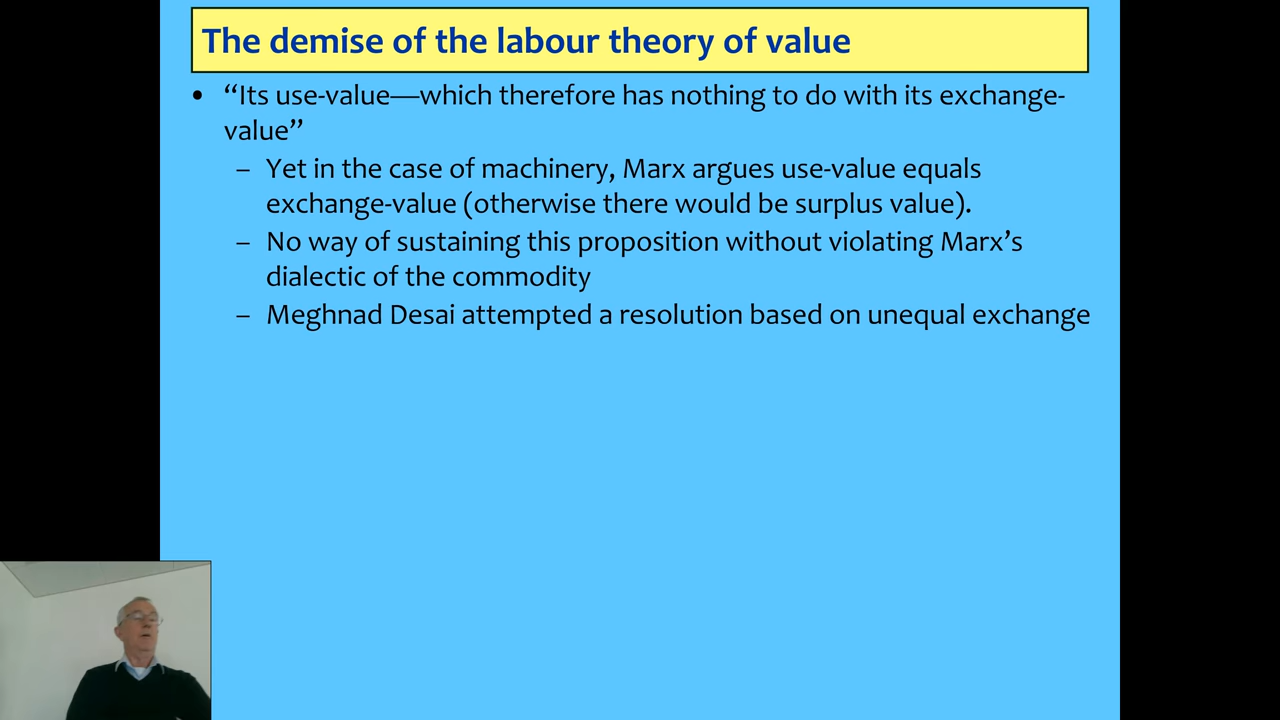 The demise of the labour theory of value
• “Its use-value—which therefore has nothing to do with its exchange-
value”
– Yet in the case of machinery, Marx argues use-value equals
exchange-value (otherwise there would be surplus value).
– No way of sustaining this proposition without violating Marx’s
dialectic of the commodity
– Meghnad Desai attempted a resolution based on unequal exchange